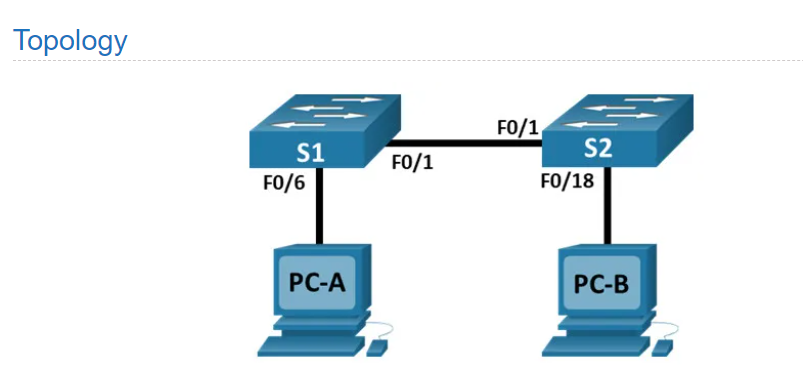 Topology
F0/1
S1
S2
F0/1
F0/6
F0/18
PC-A
PC-B